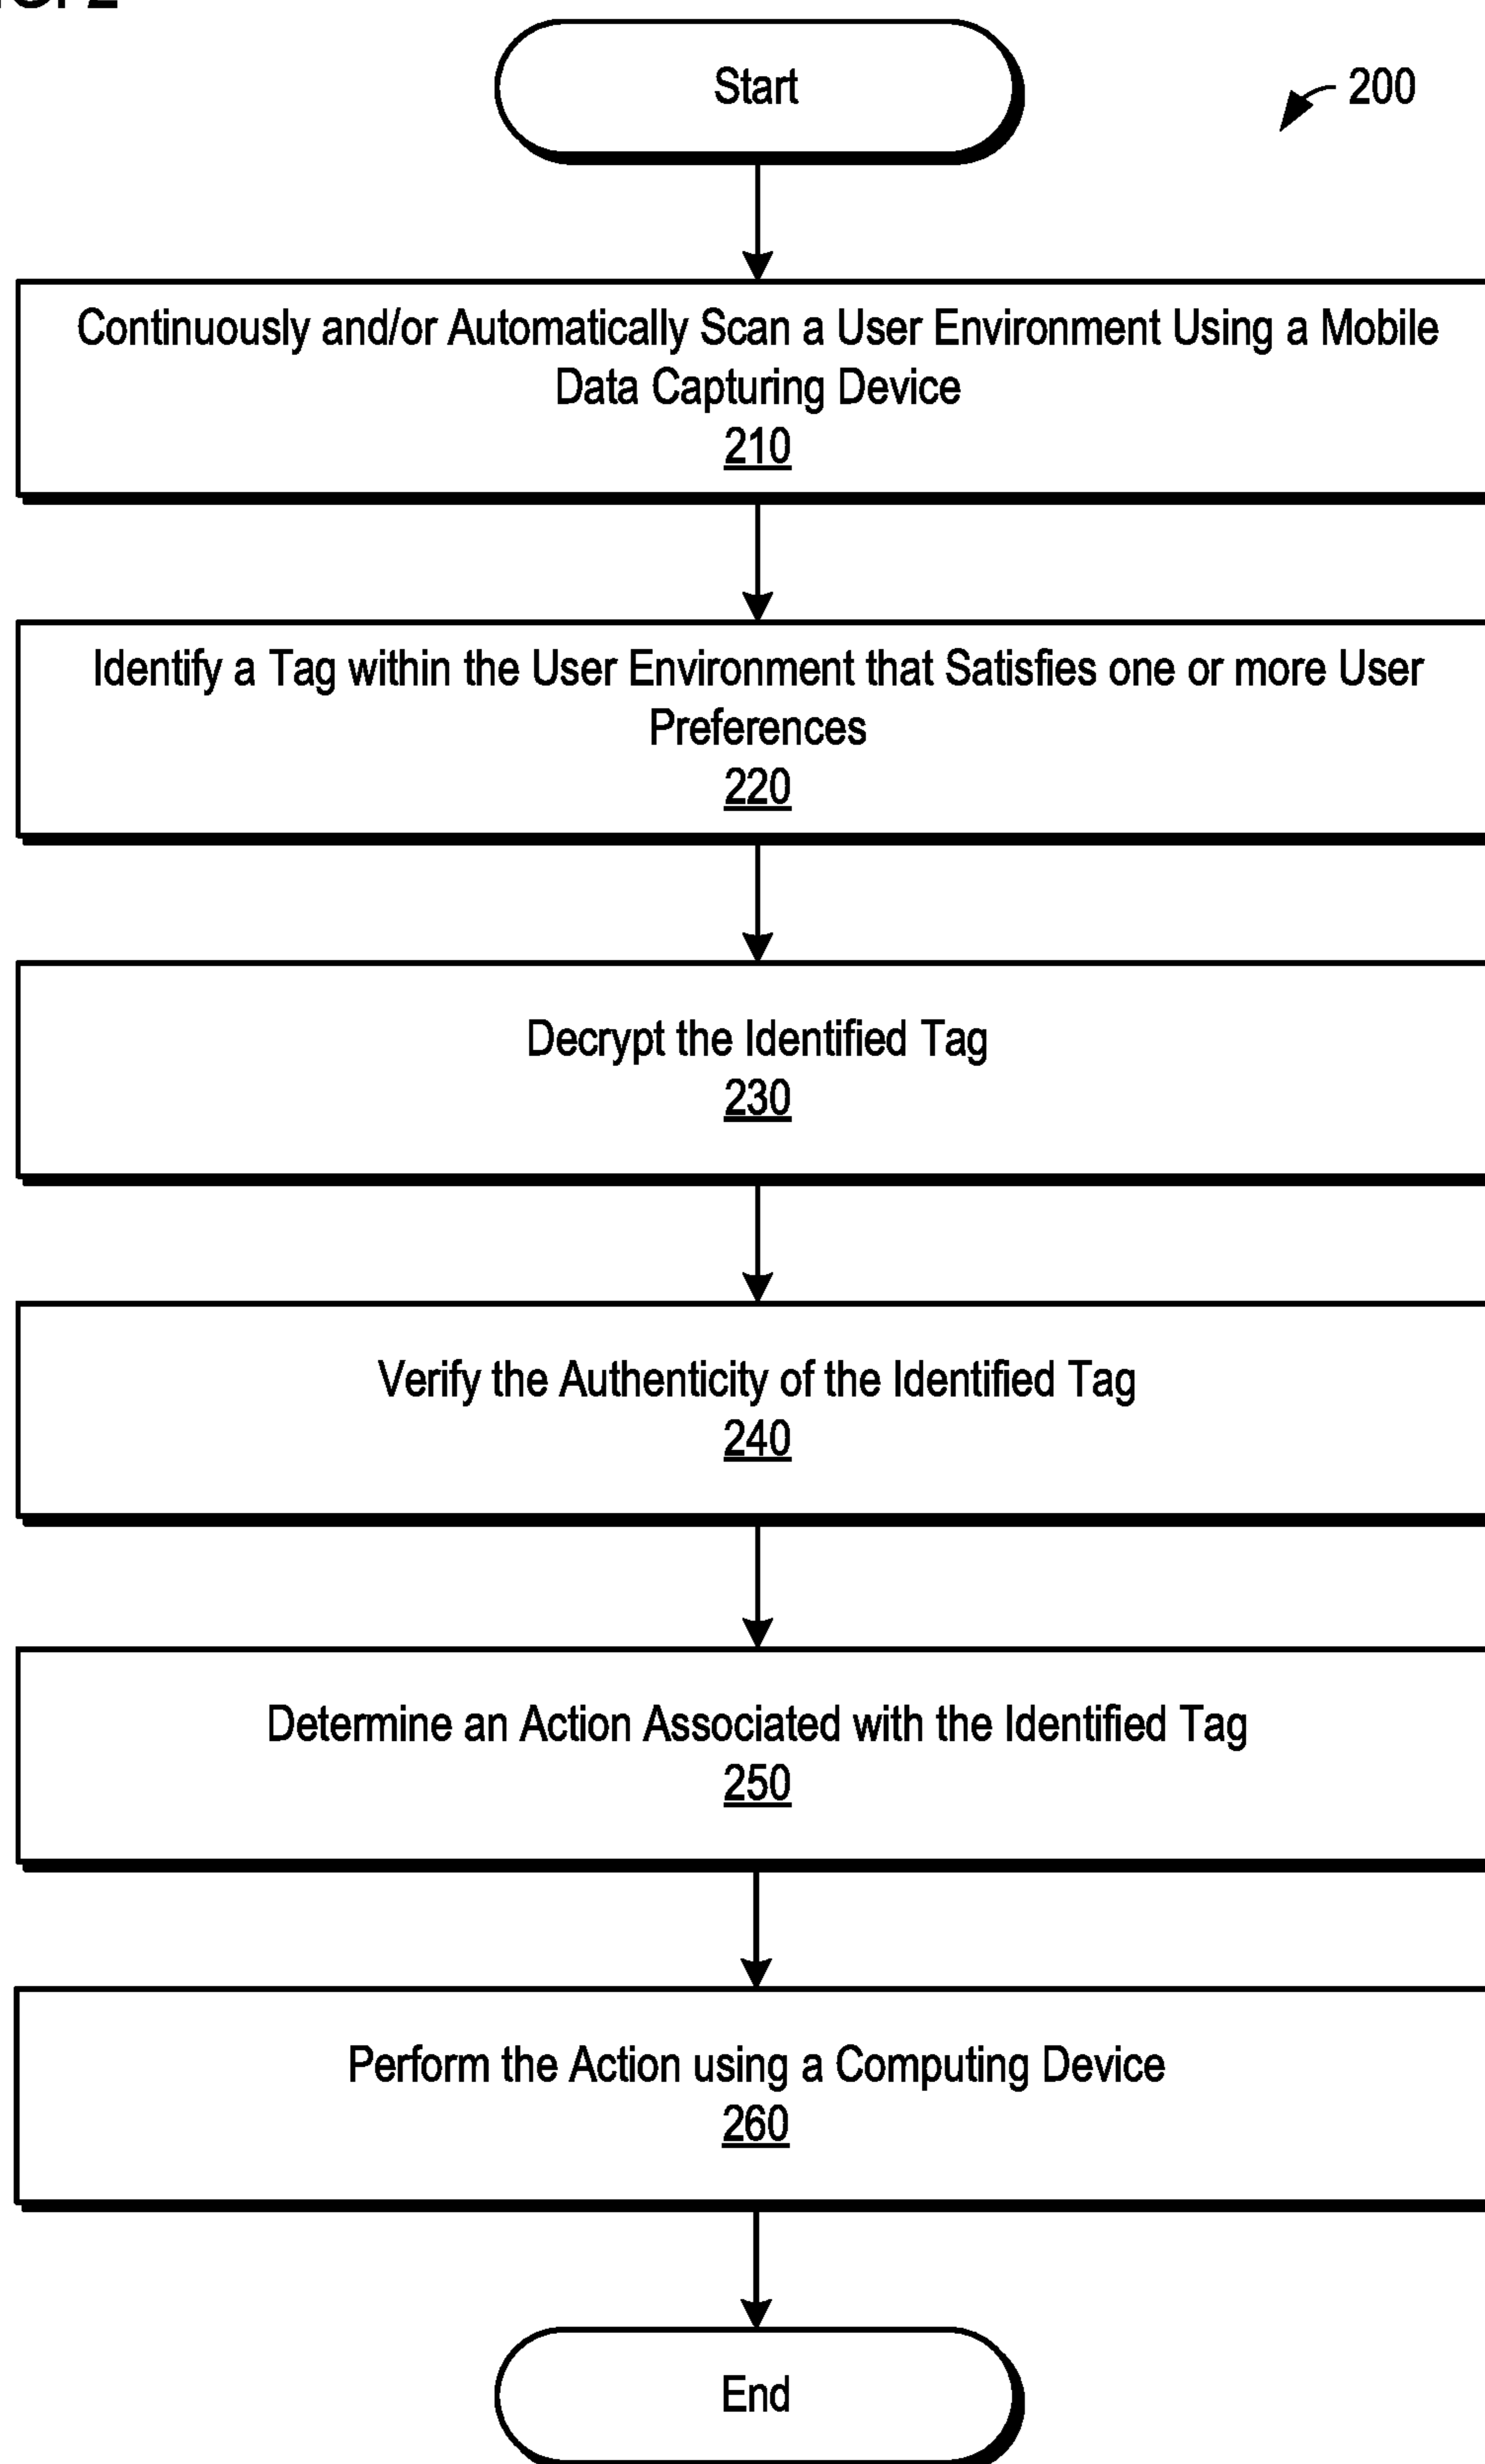 Start
200
Continuously and/or Automatically Scan a User Environment Using a Mobile
Data Capturing Device
210
Identify a Tag within the User Environment that Satisfies one or more User
Preferences
220
Decrypt the Identified Tag
230
Verify the Authenticity of the Identified Tag
240
Determine an Action Associated with the Identified Tag
250
Perform the Action using a Computing Device
260
End